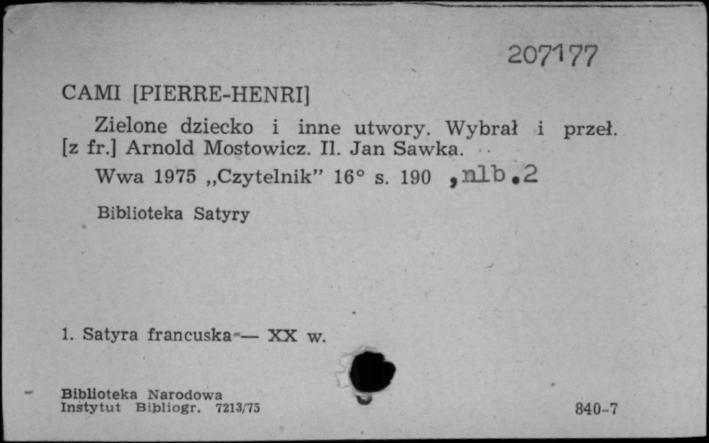 207177
CAMI [PIERRE-HENRI]
Zielone dziecko i inne utwory. Wybrał i przeł.
[z fr.] Arnold Mostowicz. Il. Jan Sawka.
Wwa 1975 „Czytelnik” 16° s. 190 , nlb. 2
Biblioteka Satyry
1. Satyra francuska — XX w.
Biblioteka Narodowa
Instytut Bibliogr. 7213/75
840-7